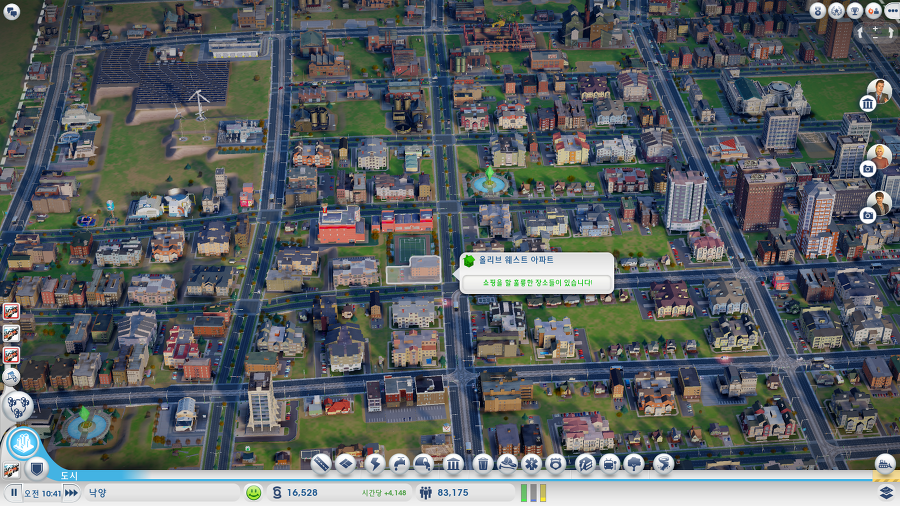 올리브 웨스트 아파트
쇼핑을 할 훌륭한 장소들이 있습니다!
도시
오전 10:41
낙양
16,528
시간당 +4,148
83,175